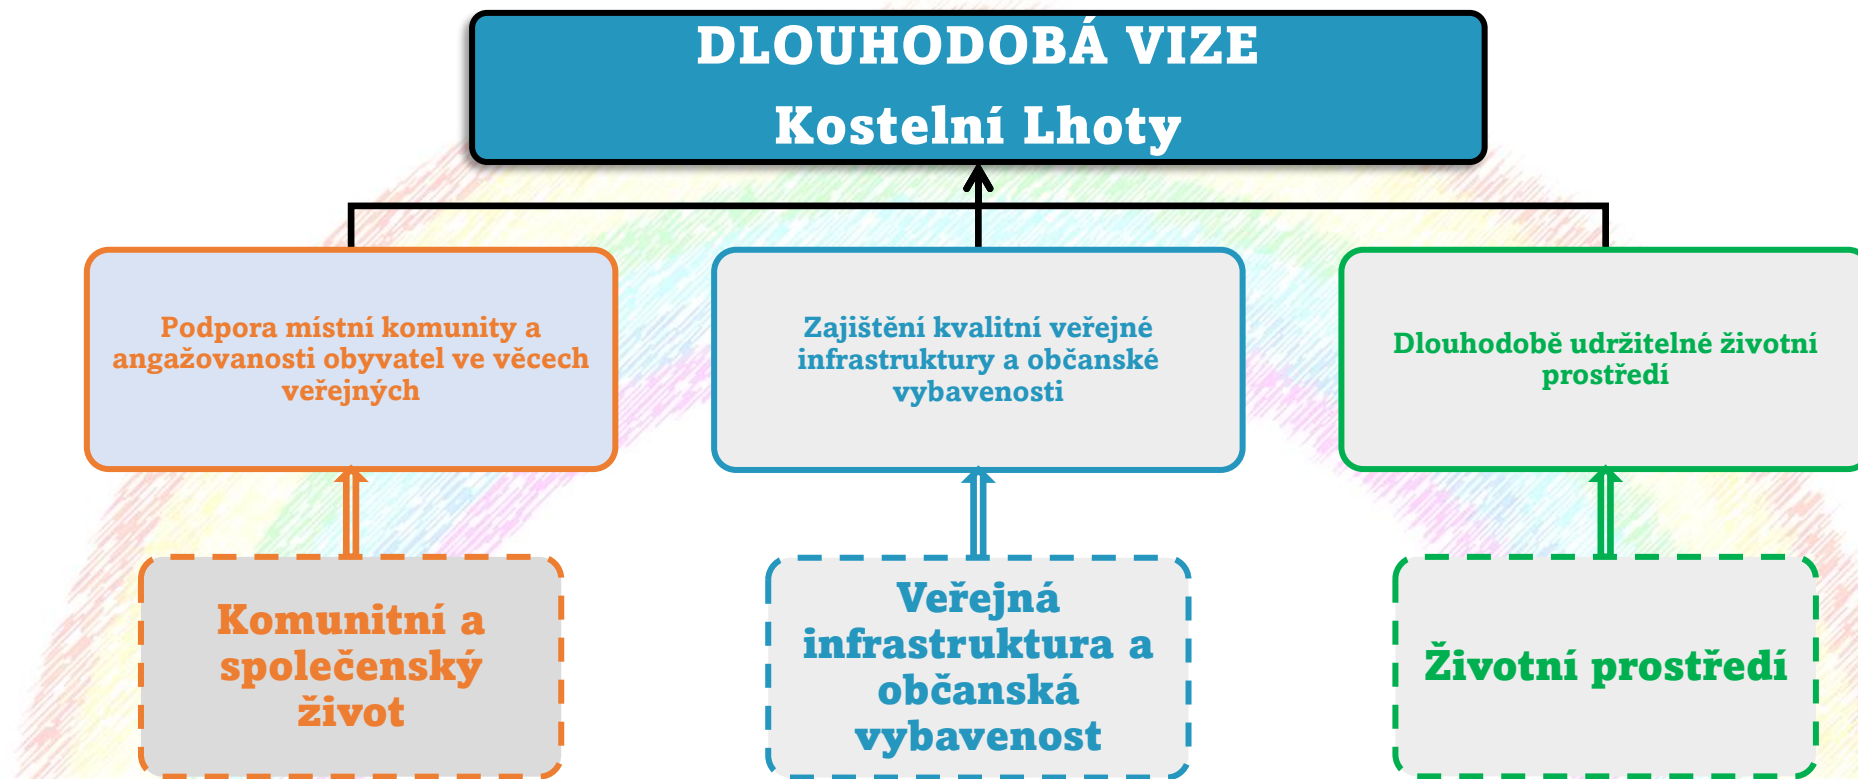 DLOUHODOBÁ VIZE
Kostelní Lhoty
Podpora místní komunity a
angažovanosti obyvatel ve věcech
veřejných
Zajištění kvalitní veřejné
infrastruktury a občanské
vybavenosti
Dlouhodobě udržitelné životní
prostředí
Komunitní a
společenský
život
Veřejná
infrastruktura a
občanská
vybavenost
Životní prostředí